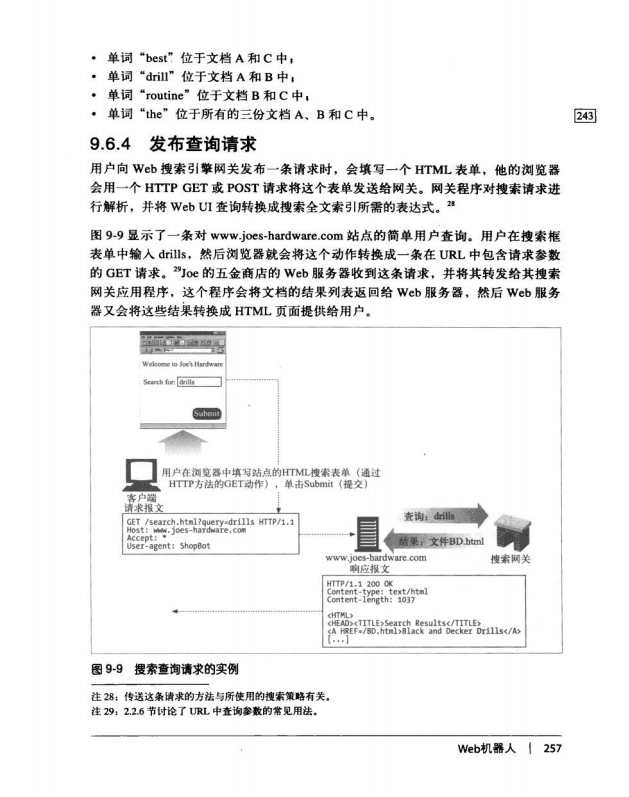 • 单词“best”位于文档 A 和 C 中；
• 单词“drill”位于文档 A 和 B 中；
• 单词“routine”位于文档 B 和 C 中；
• 单词“the”位于所有的三份文档 A、B 和 C 中。
243
9.6.4 发布查询请求
用户向 Web 搜索引擎网关发布一条请求时，会填写一个 HTML 表单，他的浏览器
会用一个 HTTP GET 或 POST 请求将这个表单发送给网关。网关程序对搜索请求进
行解析，并将 Web UI 查询转换成搜索全文索引所需的表达式。28
图 9-9 显示了一条对 www.joes-hardware.com 站点的简单用户查询。用户在搜索框
表单中输入 drills，然后浏览器就会将这个动作转换成一条在 URL 中包含请求参数
的 GET 请求。29Joe 的五金商店的 Web 服务器收到这条请求，并将其转发给其搜索
网关应用程序，这个程序会将文档的结果列表返回给 Web 服务器，然后 Web 服务
器又会将这些结果转换成 HTML 页面提供给用户。
Welcome to Joe's Hardware
Search for: drills
Submit
用户在浏览器中填写站点的HTML搜索表单（通过
HTTP方法的GET动作），单击Submit（提交）
客户端
请求报文
GET /search.html?query=drills HTTP/1.1
Host: www.joes-hardware.com
Accept: *
User-agent: ShopBot
查询：drills
结果：文件BD.html
www.joes-hardware.com
搜索网关
响应报文
HTTP/1.1 200 OK
Content-type: text/html
Content-length: 1037
<HTML>
<HEAD><TITLE>Search Results</TITLE>
<A HREF=/BD.html>Black and Decker Drills</A>
[...]
图 9-9 搜索查询请求的实例
注 28：传送这条请求的方法与所使用的搜索策略有关。
注 29：2.2.6 节讨论了 URL 中查询参数的常见用法。
Web机器人 | 257